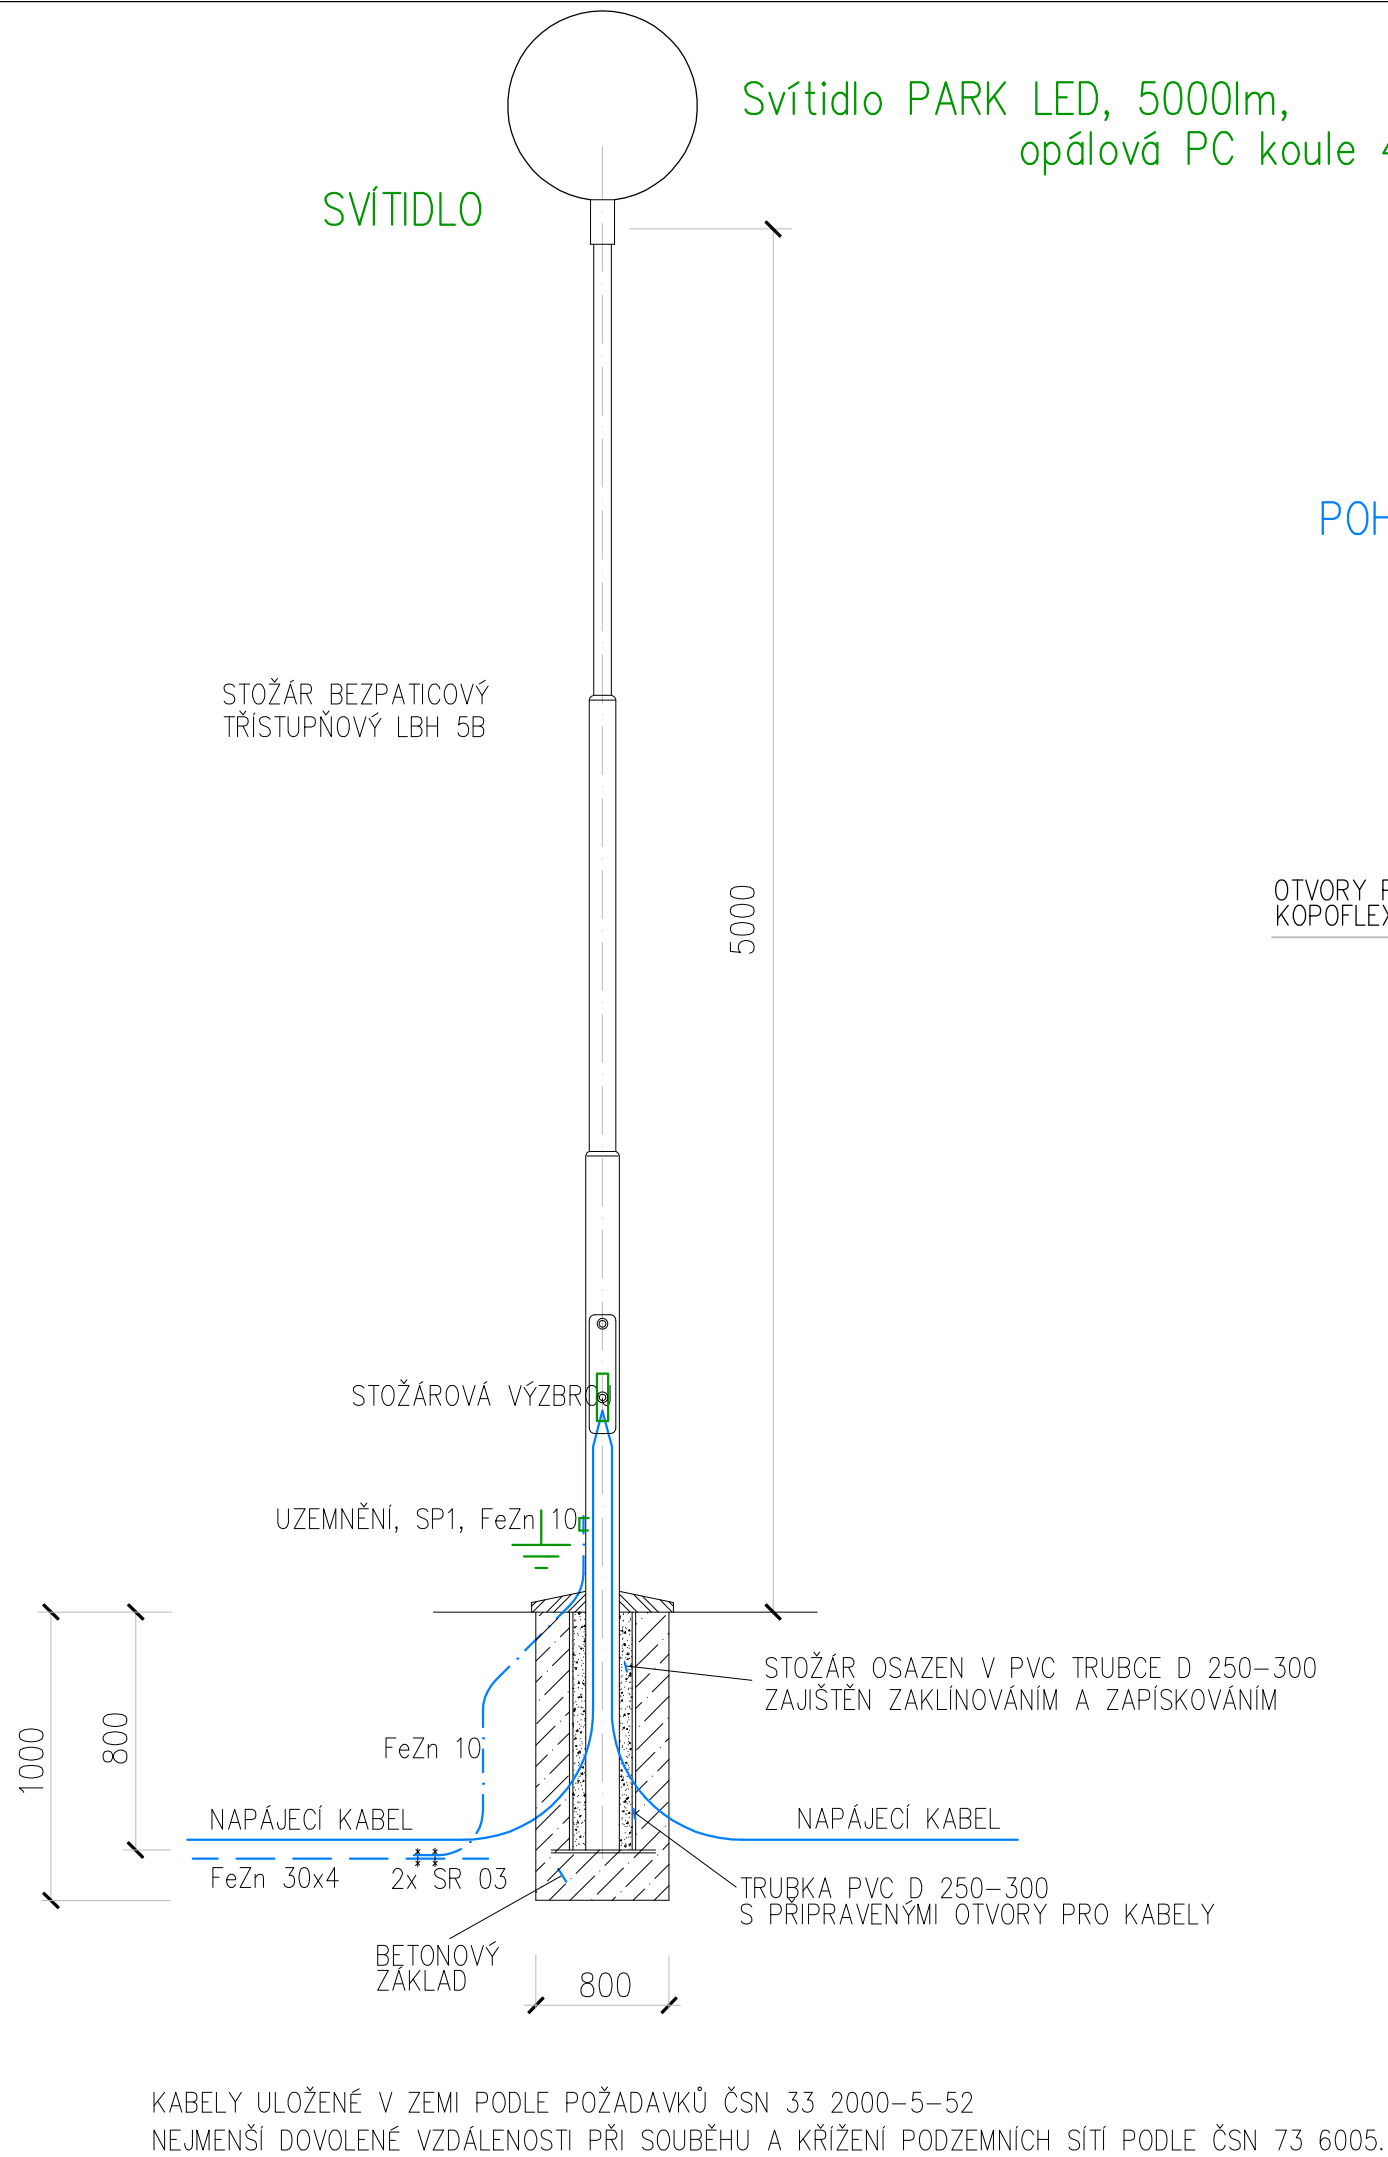 Svítidlo PARK LED, 5000lm,
opálová PC koule
SVÍTIDLO
STOŽÁR BEZPATICOVÝ
TŘÍSTUPŇOVÝ LBH 5B
5000
OTVORY
KOPOFLEX
STOŽÁROVÁ VÝZBROJ
UZEMNĚNÍ, SP1, FeZn 10
STOŽÁR OSAZEN V PVC TRUBCE D 250-300
ZAJIŠTĚN ZAKLÍNOVÁNÍM A ZAPÍSKOVÁNÍM
1000
800
FeZn 10
NAPÁJECÍ KABEL
NAPÁJECÍ KABEL
FeZn 30x4
2x SR 03
TRUBKA PVC D 250-300
S PŘIPRAVENÝMI OTVORY PRO KABELY
BETONOVÝ
ZÁKLAD
800
KABELY ULOŽENÉ V ZEMI PODLE POŽADAVKŮ ČSN 33 2000-5-52
NEJMENŠÍ DOVOLENÉ VZDÁLENOSTI PŘI SOUBĚHU A KŘÍŽENÍ PODZEMNÍCH SÍTÍ PODLE ČSN 73 6005.